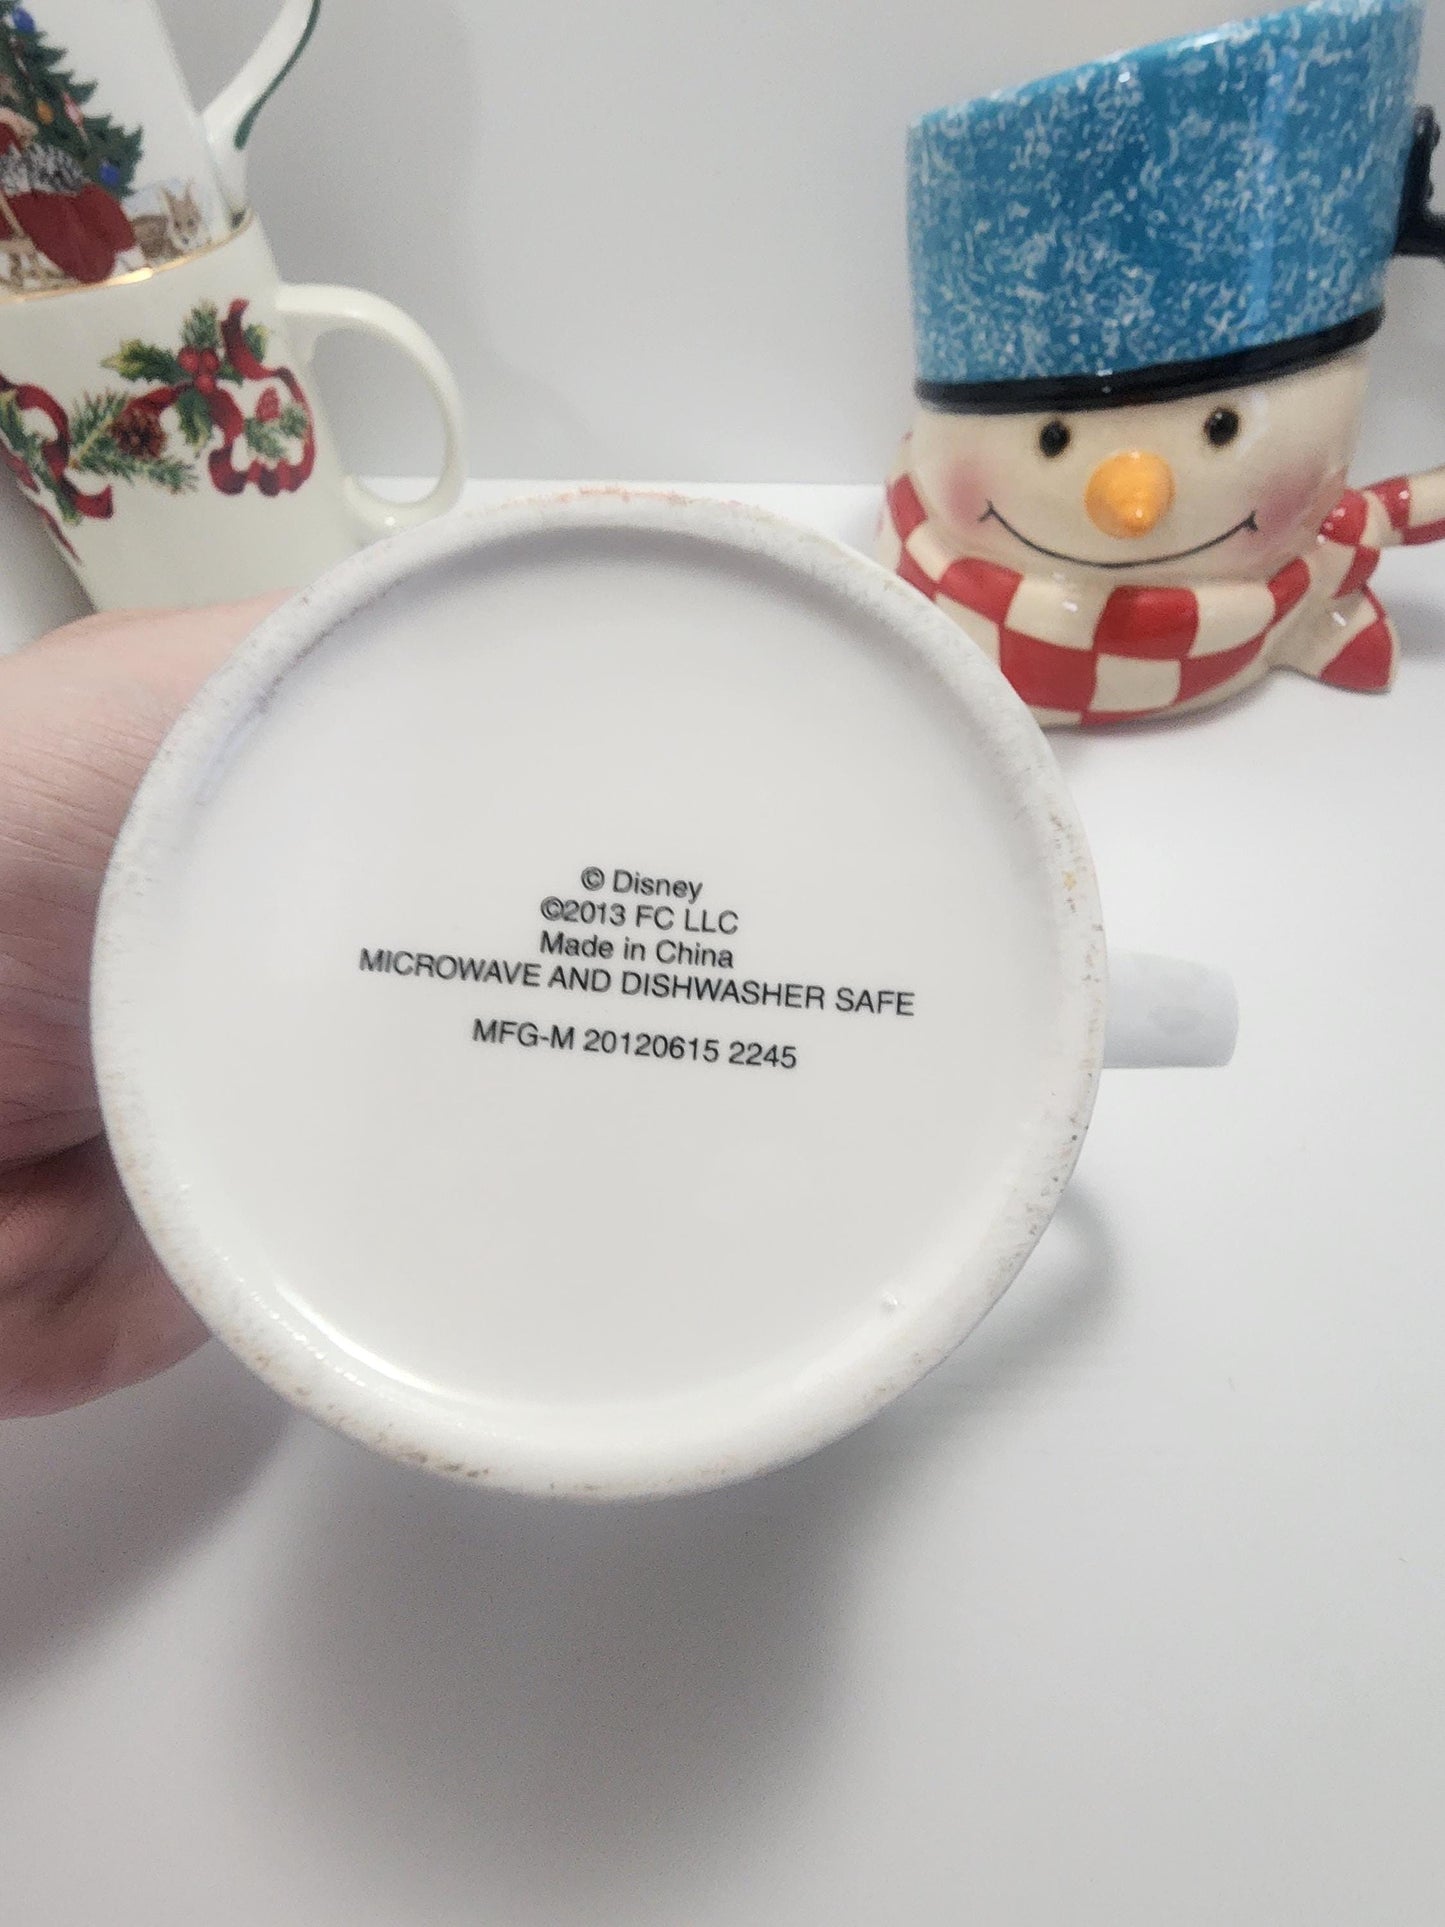 © Disney
©2013 FC LLC
Made in China
MICROWAVE AND DISHWASHER SAFE
MFG-M 20120615 2245